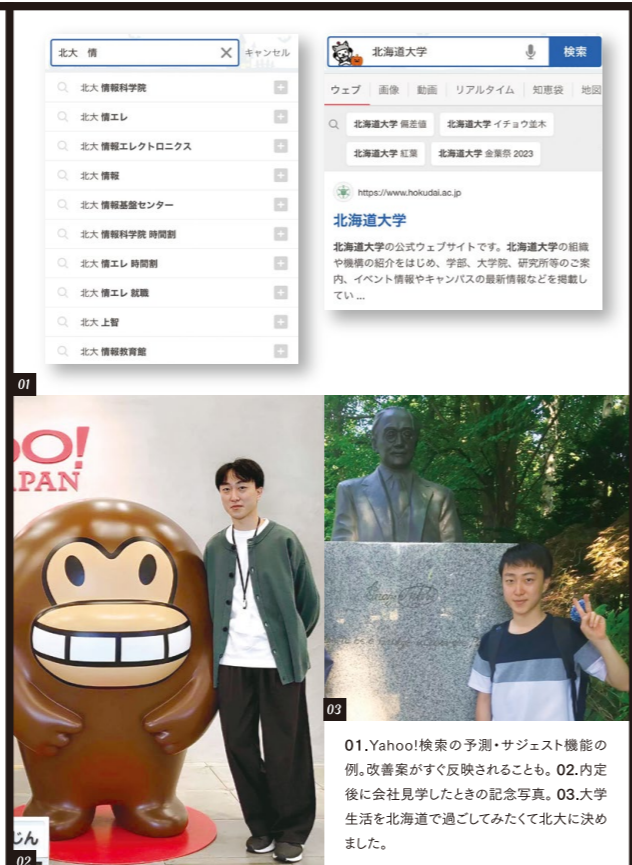 北大 情
キャンセル
北大 情報科学院
北大 情エレ
北大 情報エレクトロニクス
北大 情報
北大 情報基盤センター
北大 情報科学院 時間割
北大 情エレ 時間割
北大 情エレ 就職
北大 上智
北大 情報教育館
北海道大学
検索
ウェブ 画像 動画 リアルタイム 知恵袋 地図
北海道大学 偏差値 北海道大学 イチョウ並木
北海道大学 紅葉 北海道大学 金葉祭 2023
https://www.hokudai.ac.jp
北海道大学
北海道大学の公式ウェブサイトです。北海道大学の組織
や機構の紹介をはじめ、学部、大学院、研究所等のご案
内、イベント情報やキャンパスの最新情報などを掲載し
てい ...
01
OO!
APAN
じん
02
03
01.Yahoo!検索の予測・サジェスト機能の
例。改善案がすぐ反映されることも。02.内定
後に会社見学したときの記念写真。03.大学
生活を北海道で過ごしてみたくて北大に決め
ました。